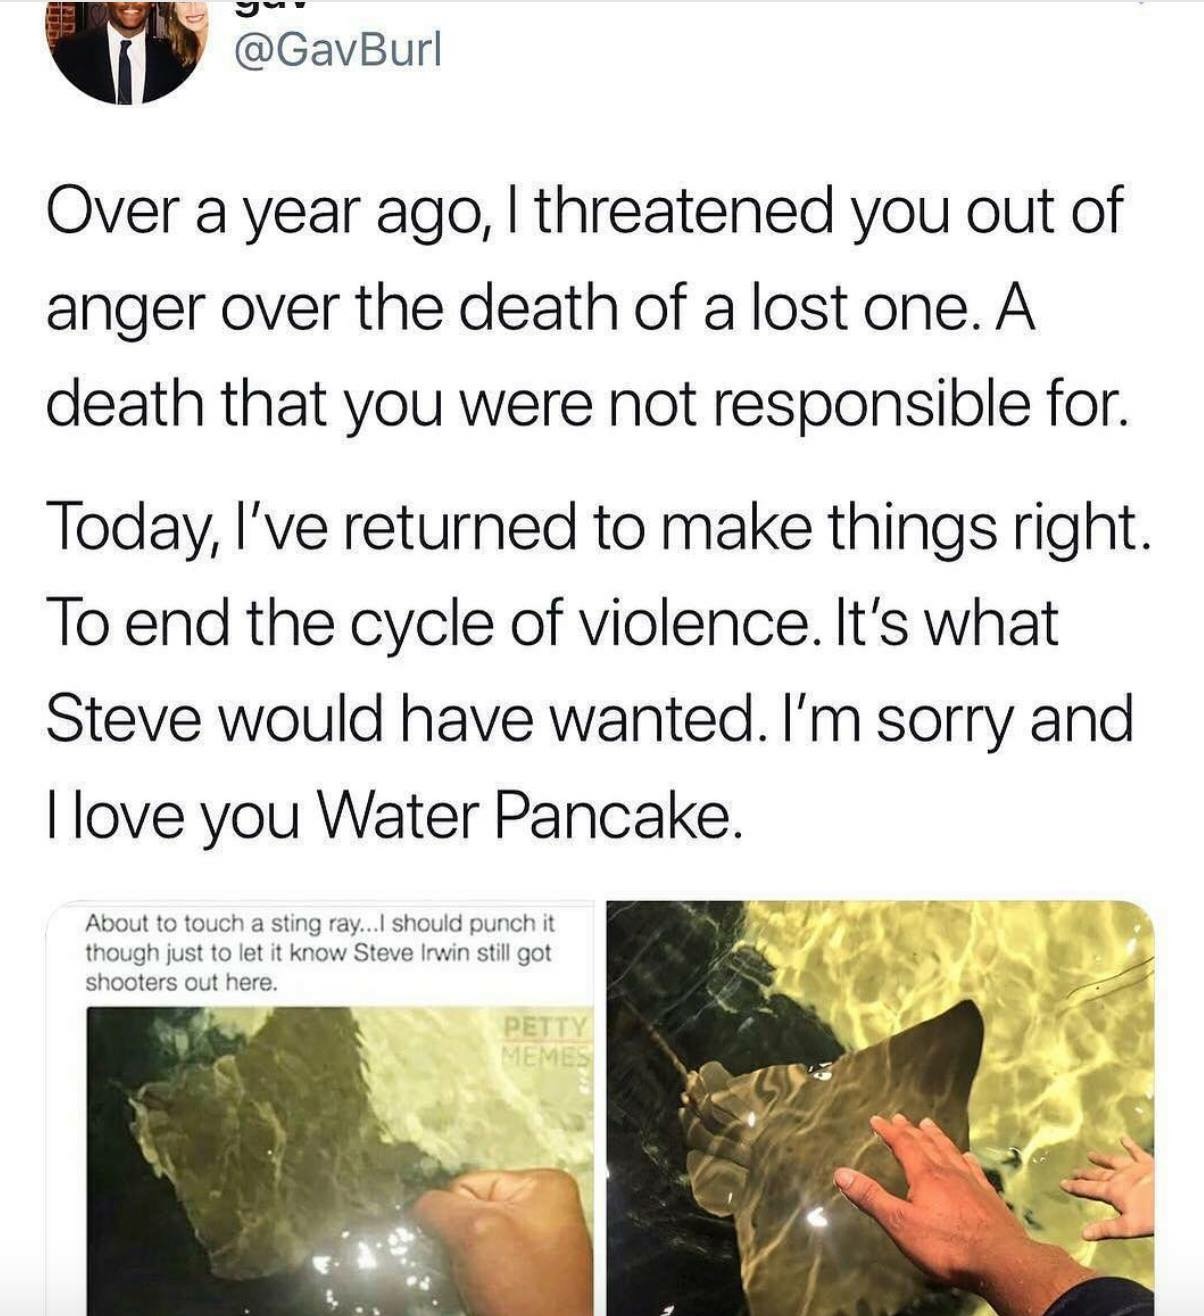 @GavBurl
Over a year ago, I threatened you out of
anger over the death of a lost one. A
death that you were not responsible for.
Today, I've returned to make things right.
To end the cycle of violence. It's what
Steve would have wanted. I'm sorry and
I love you Water Pancake.
About to touch a sting ray...I should punch it
though just to let it know Steve Irwin still got
shooters out here.
PETTY
MEMES